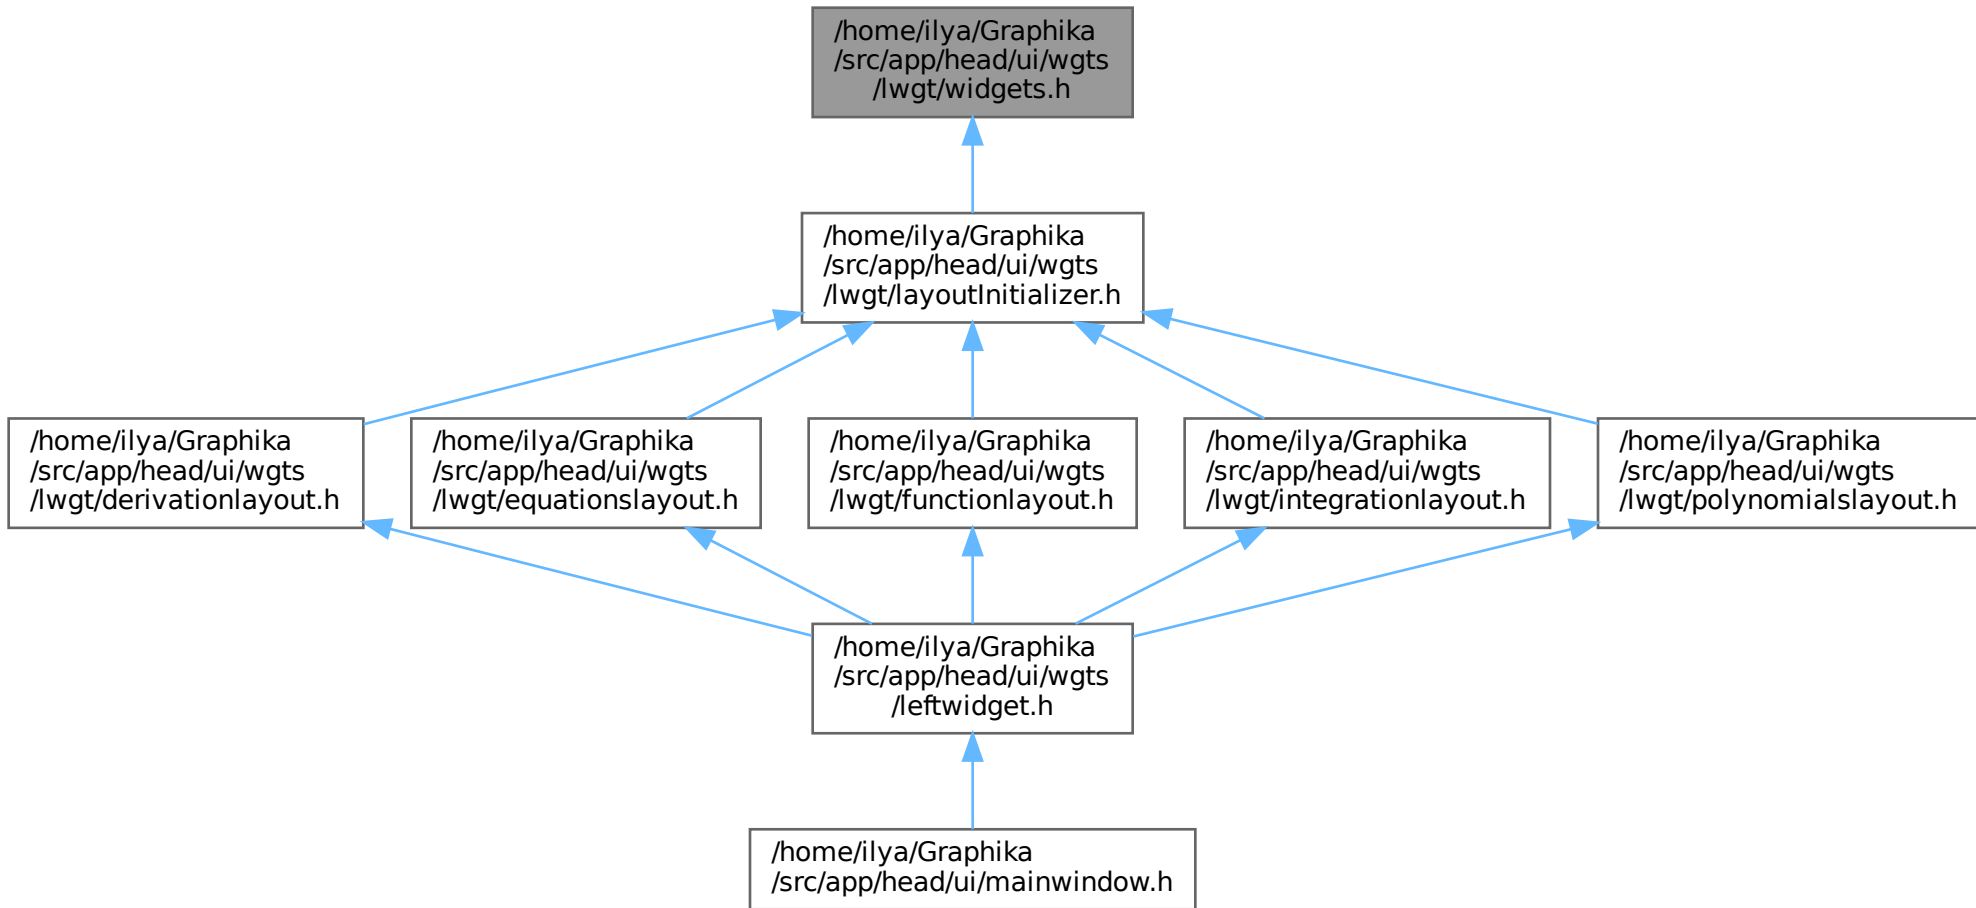 /home/ilya/Graphika
/src/app/head/ui/wgts
/lwgt/widgets.h
/home/ilya/Graphika
/src/app/head/ui/wgts
/lwgt/layoutInitializer.h
/home/ilya/Graphika
/src/app/head/ui/wgts
/lwgt/derivationlayout.h
/home/ilya/Graphika
/src/app/head/ui/wgts
/lwgt/equationslayout.h
/home/ilya/Graphika
/src/app/head/ui/wgts
/lwgt/functionlayout.h
/home/ilya/Graphika
/src/app/head/ui/wgts
/lwgt/integrationlayout.h
/home/ilya/Graphika
/src/app/head/ui/wgts
/lwgt/polynomialslayout.h
/home/ilya/Graphika
/src/app/head/ui/wgts
/leftwidget.h
/home/ilya/Graphika
/src/app/head/ui/mainwindow.h